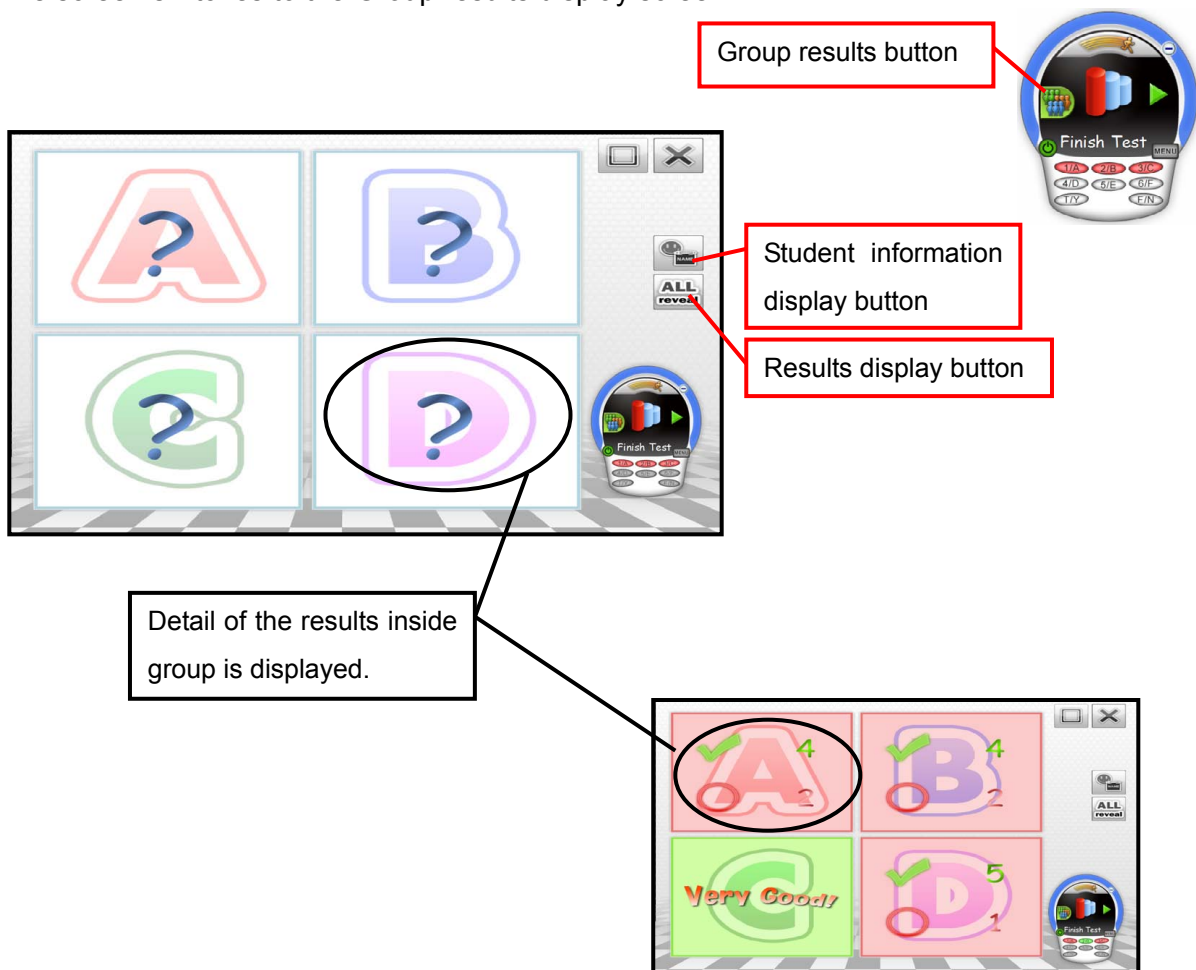 Group results button
Finish Test
MENU
1/A 2/B 3/C
4/D 5/E 6/F
T/Y F/N
A ? B ?
NAME
ALL
reveal
Student information
display button
Results display button
C ? D ?
Finish Test
MENU
Detail of the results inside
group is displayed.
A 4 2 B 4 2
ALL
reveal
C Very Good! D 5 1
Finish Test